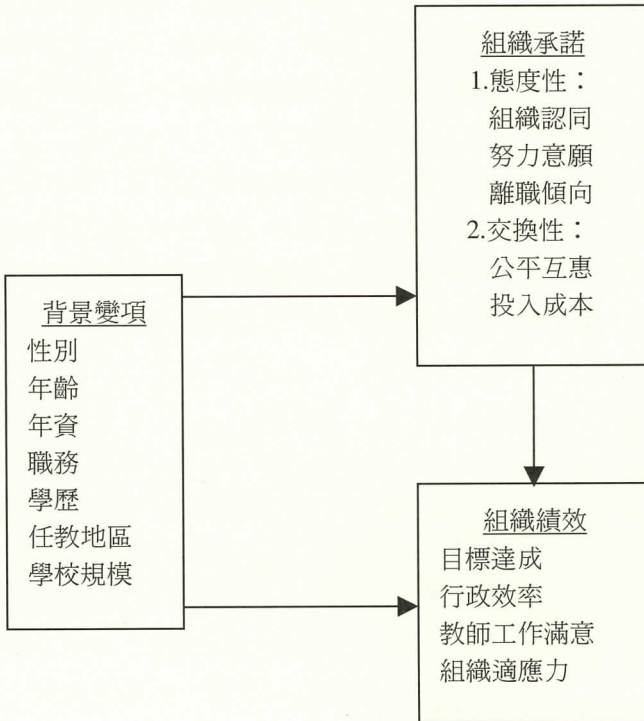 組織承諾
1.態度性：
組織認同
努力意願
離職傾向
2.交換性：
公平互惠
投入成本
背景變項
性別
年齡
年資
職務
學歷
任教地區
學校規模
組織績效
目標達成
行政效率
教師工作滿意
組織適應力